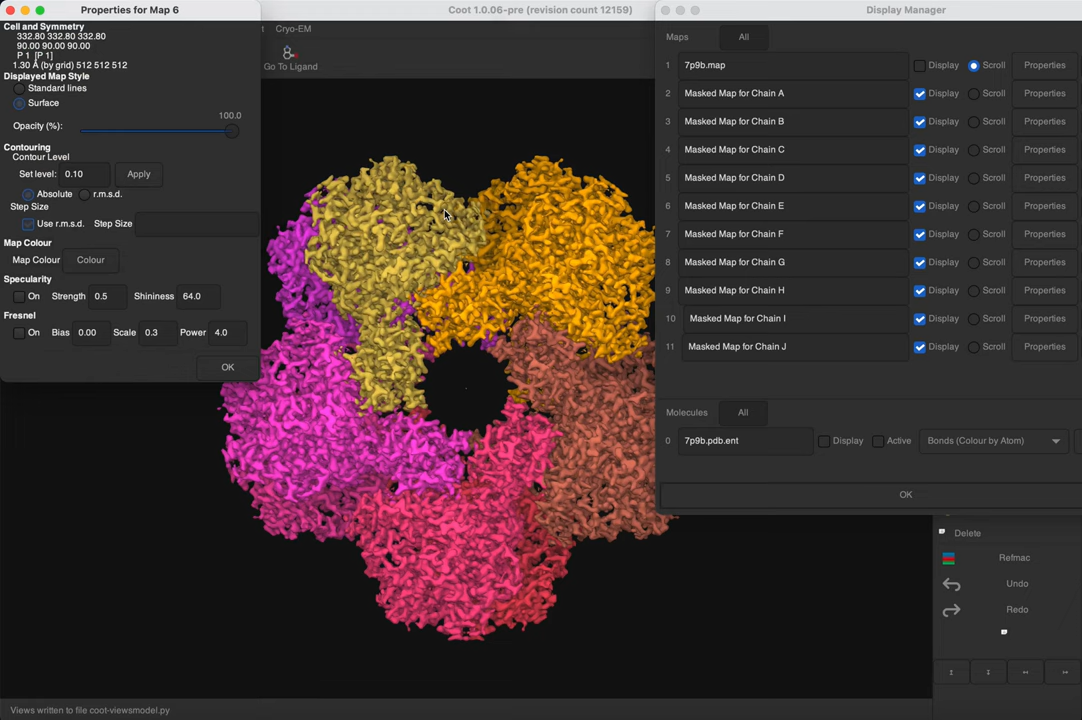 Properties for Map 6
Cell and Symmetry
332.80 332.80 332.80
90.00 90.00 90.00
P 1 [P 1]
1.30 Å (by grid) 512 512 512
Displayed Map Style
Standard lines
Surface
Opacity (%):
100.0
Contouring
Contour Level
Set level: 0.10 Apply
Absolute r.m.s.d.
Step Size
Use r.m.s.d. Step Size
Map Colour
Map Colour Colour
Specularity
On Strength 0.5 Shininess 64.0
Fresnel
On Bias 0.00 Scale 0.3 Power 4.0
OK
Coot 1.0.06-pre (revision count 12159)
Cryo-EM
Go To Ligand
Display Manager
Maps All
1 7p9b.map Display Scroll Properties
2 Masked Map for Chain A Display Scroll Properties
3 Masked Map for Chain B Display Scroll Properties
4 Masked Map for Chain C Display Scroll Properties
5 Masked Map for Chain D Display Scroll Properties
6 Masked Map for Chain E Display Scroll Properties
7 Masked Map for Chain F Display Scroll Properties
8 Masked Map for Chain G Display Scroll Properties
9 Masked Map for Chain H Display Scroll Properties
10 Masked Map for Chain I Display Scroll Properties
11 Masked Map for Chain J Display Scroll Properties
Molecules All
0 7p9b.pdb.ent Display Active Bonds (Colour by Atom)
OK
Delete
Refmac
Undo
Redo
Views written to file coot-viewsmodel.py